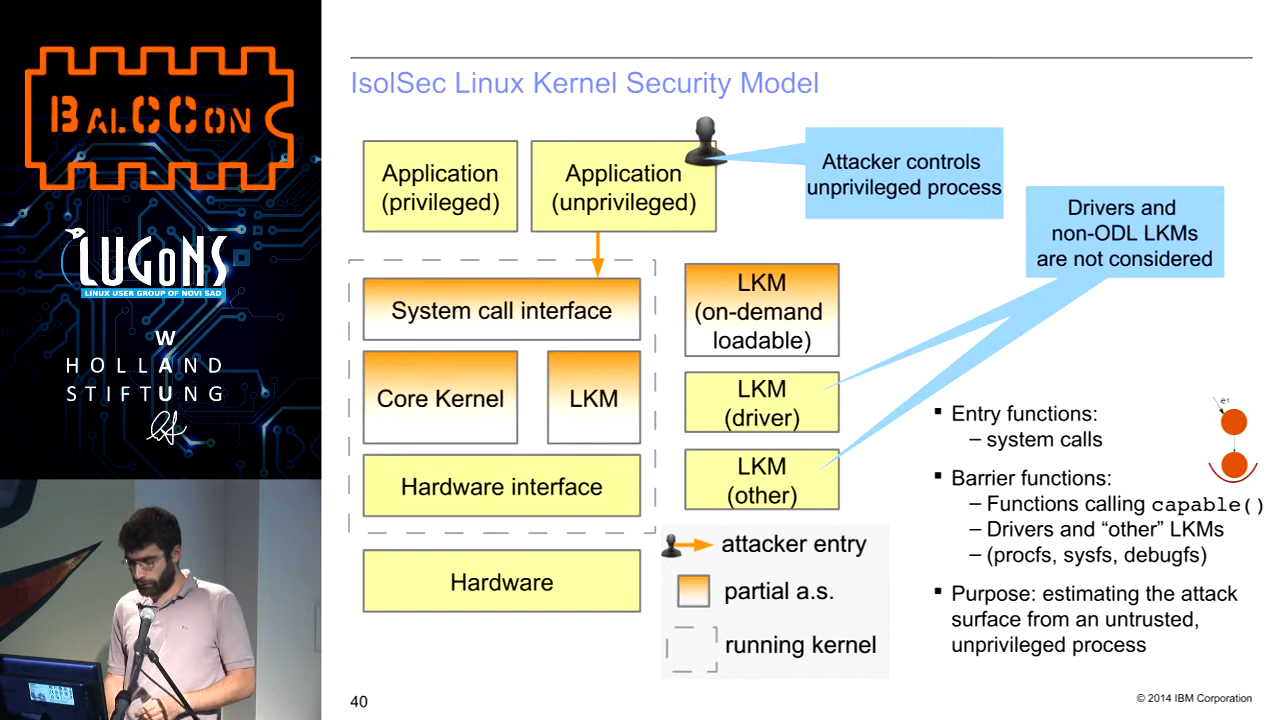 BALCCON
LUGONS
LINUX USER GROUP OF NOVI SAD
W
HOLLAND
STIFTUNG
IsolSec Linux Kernel Security Model
Application
(privileged)
Application
(unprivileged)
Attacker controls
unprivileged process
Drivers and
non-ODL LKMs
are not considered
System call interface
LKM
(on-demand
loadable)
Core Kernel
LKM
LKM
(driver)
Hardware interface
LKM
(other)
Hardware
attacker entry
partial a.s.
running kernel
▪ Entry functions:
– system calls
▪ Barrier functions:
– Functions calling capable()
– Drivers and “other” LKMs
– (procfs, sysfs, debugfs)
▪ Purpose: estimating the attack
surface from an untrusted,
unprivileged process
40
© 2014 IBM Corporation